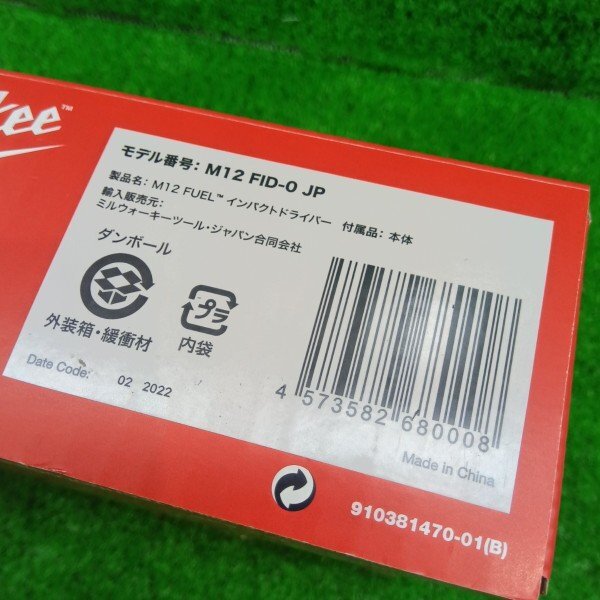 kee™
モデル番号: M12 FID-0 JP
製品名: M12 FUEL™ インパクトドライバー 付属品: 本体
輸入販売元:
ミルウォーキーツール・ジャパン合同会社
ダンボール
外装箱・緩衝材
プラ
内袋
Date Code: 02 2022
4 573582 680008
Made in China
910381470-01(B)